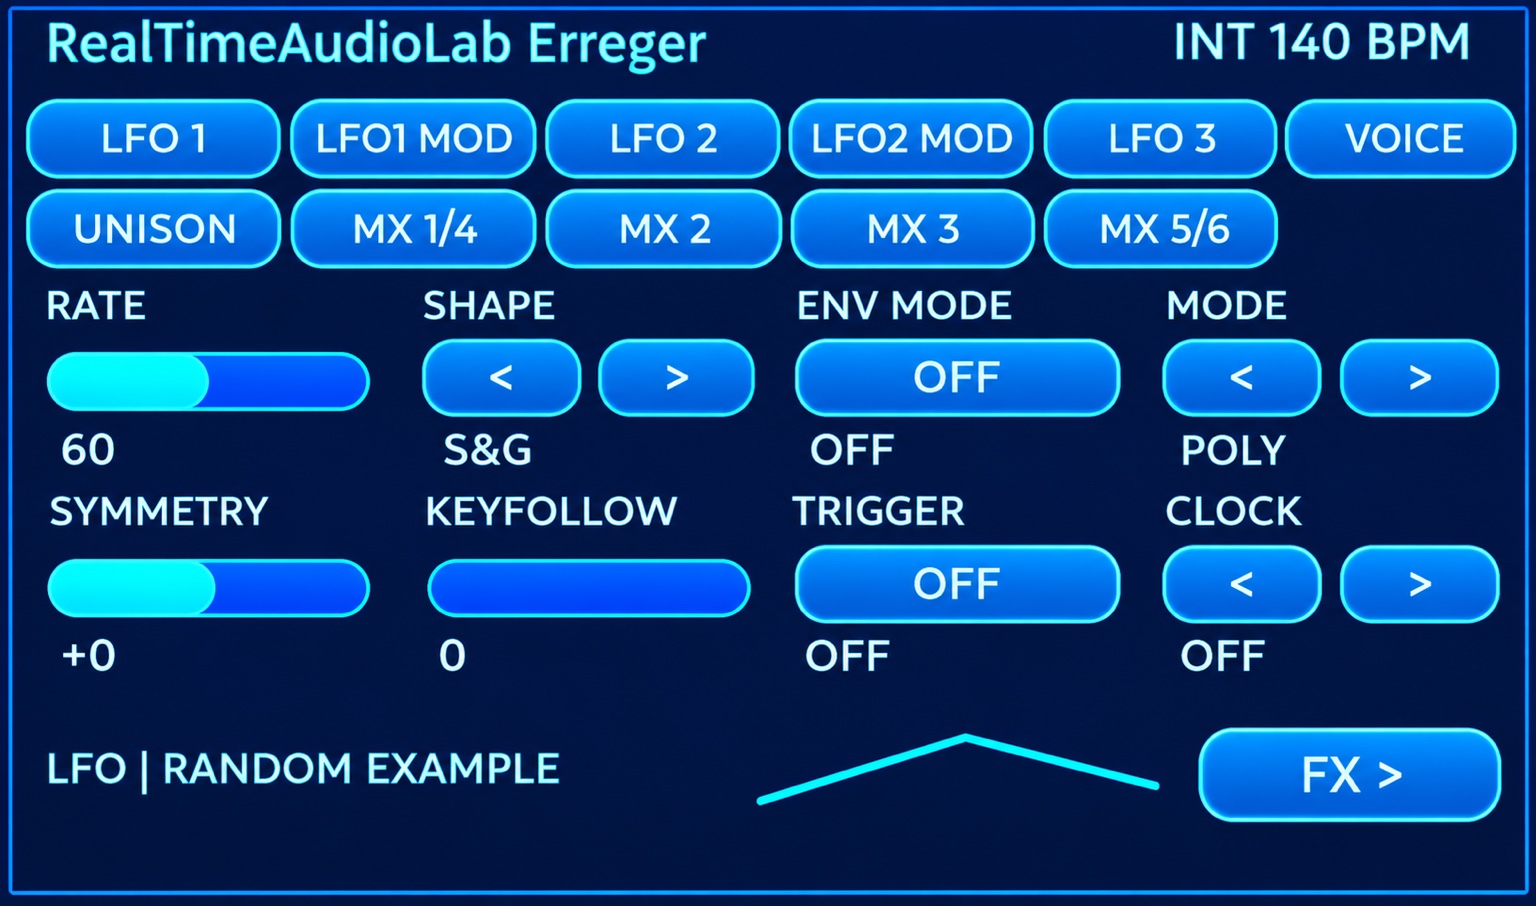 RealTimeAudioLab Erreger INT 140 BPM
LFO 1 LFO1 MOD LFO 2 LFO2 MOD LFO 3 VOICE
UNISON MX 1/4 MX 2 MX 3 MX 5/6
RATE SHAPE ENV MODE MODE
< > OFF < >
60 S&G OFF POLY
SYMMETRY KEYFOLLOW TRIGGER CLOCK
OFF < >
+0 0 OFF OFF
LFO | RANDOM EXAMPLE FX >